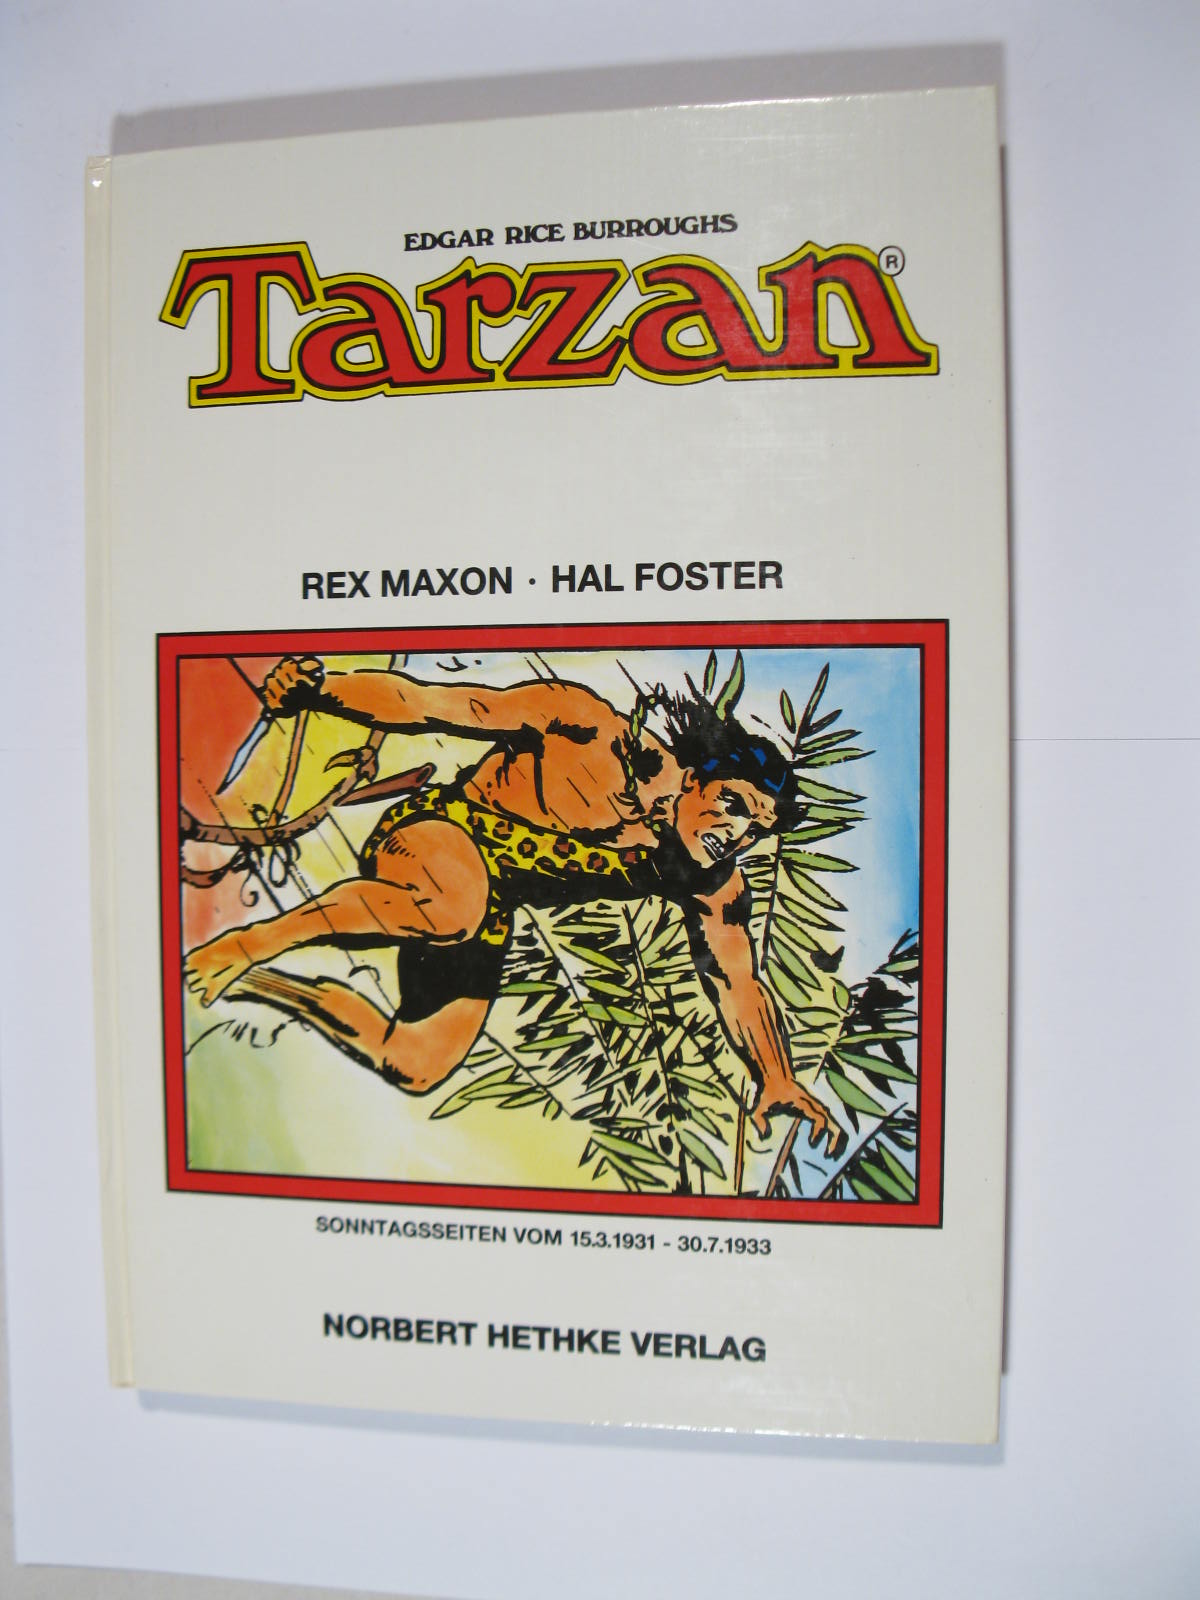 EDGAR RICE BURROUGHS
Tarzan®
REX MAXON · HAL FOSTER
SONNTAGSSEITEN VOM 15.3.1931 - 30.7.1933
NORBERT HETHKE VERLAG